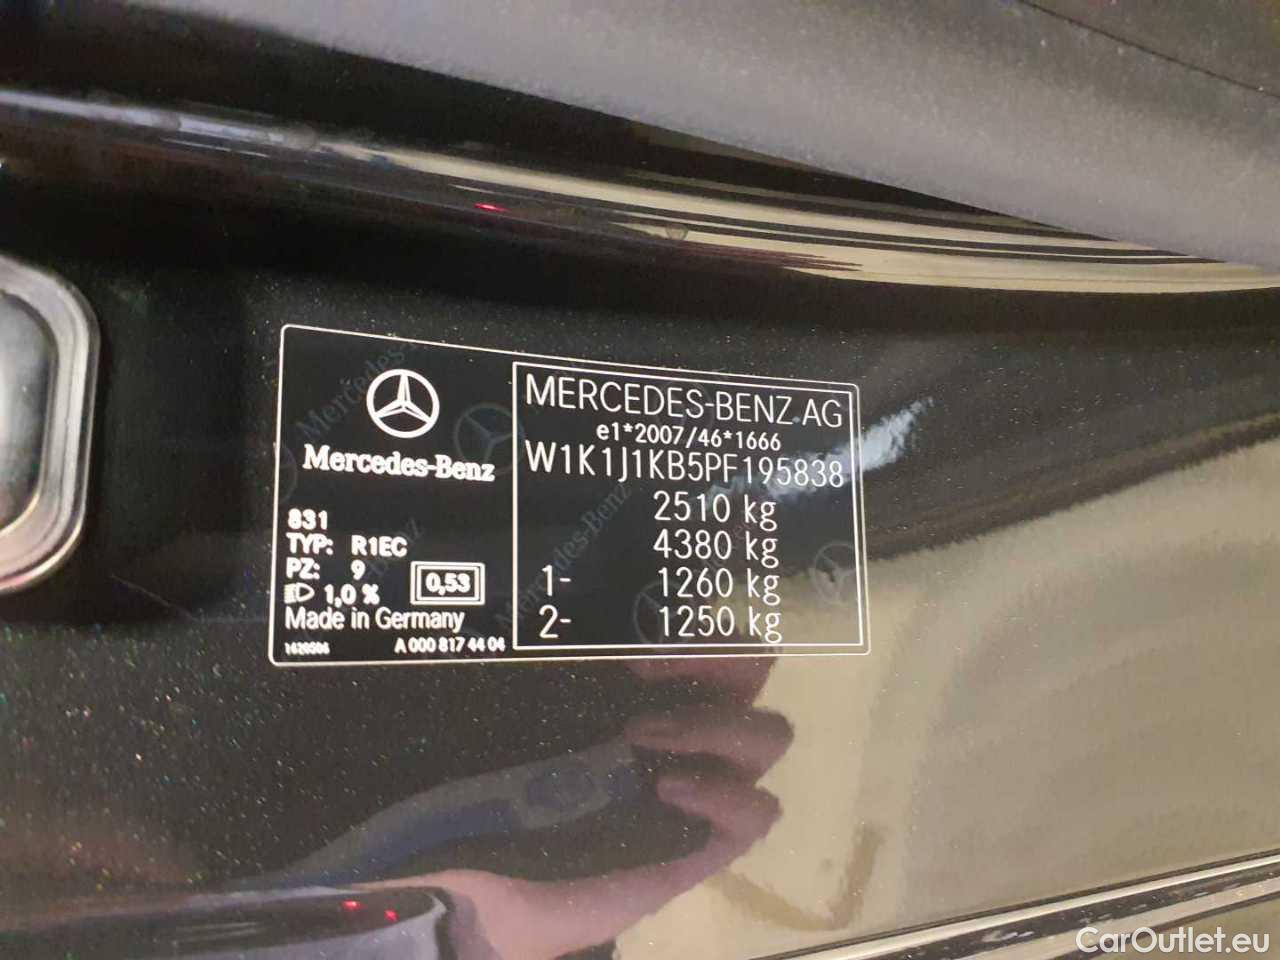 Mercedes-Benz
831
TYP: R1EC
PZ: 9
1,0 %
0,53
Made in Germany
1620506
A 000 817 44 04
MERCEDES-BENZ AG
e1*2007/46*1666
W1K1J1KB5PF195838
2510 kg
4380 kg
1- 1260 kg
2- 1250 kg
CarOutlet.eu